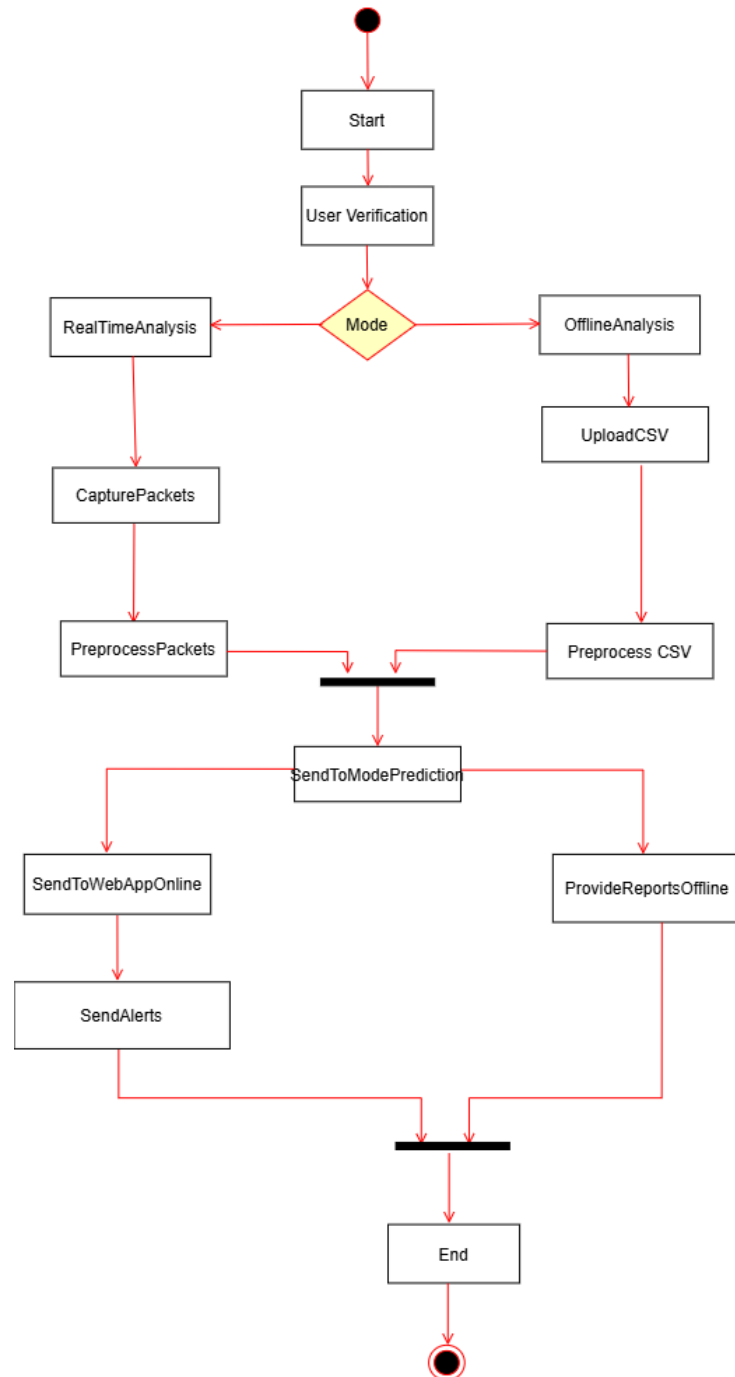 Start
User Verification
Mode
RealTimeAnalysis
OfflineAnalysis
UploadCSV
CapturePackets
PreprocessPackets
Preprocess CSV
SendToModePrediction
SendToWebAppOnline
ProvideReportsOffline
SendAlerts
End